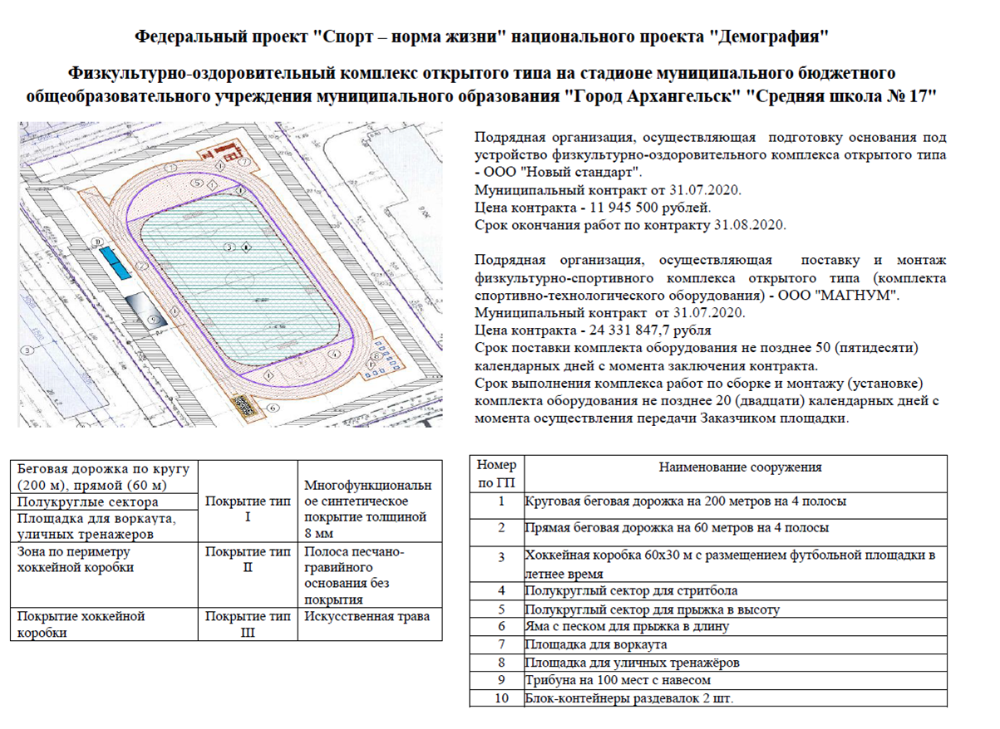 Федеральный проект "Спорт – норма жизни" национального проекта "Демография"
Физкультурно-оздоровительный комплекс открытого типа на стадионе муниципального бюджетного
общеобразовательного учреждения муниципального образования "Город Архангельск" "Средняя школа № 17"
Подрядная организация, осуществляющая подготовку основания под
устройство физкультурно-оздоровительного комплекса открытого типа
- ООО "Новый стандарт".
Муниципальный контракт от 31.07.2020.
Цена контракта - 11 945 500 рублей.
Срок окончания работ по контракту 31.08.2020.
Подрядная организация, осуществляющая поставку и монтаж
физкультурно-спортивного комплекса открытого типа (комплекта
спортивно-технологического оборудования) - ООО "МАГНУМ".
Муниципальный контракт от 31.07.2020.
Цена контракта - 24 331 847,7 рубля
Срок поставки комплекта оборудования не позднее 50 (пятидесяти)
календарных дней с момента заключения контракта.
Срок выполнения комплекса работ по сборке и монтажу (установке)
комплекта оборудования не позднее 20 (двадцати) календарных дней с
момента осуществления передачи Заказчиком площадки.
Беговая дорожка по кругу
(200 м), прямой (60 м)
Полукруглые сектора
Площадка для воркаута,
уличных тренажеров
Покрытие тип
I
Многофункциональн
ое синтетическое
покрытие толщиной
8 мм
Зона по периметру
хоккейной коробки
Покрытие тип
II
Полоса песчано-
гравийного
основания без
покрытия
Покрытие хоккейной
коробки
Покрытие тип
III
Искусственная трава
Номер
по ГП
Наименование сооружения
1 Круговая беговая дорожка на 200 метров на 4 полосы
2 Прямая беговая дорожка на 60 метров на 4 полосы
3 Хоккейная коробка 60х30 м с размещением футбольной площадки в
летнее время
4 Полукруглый сектор для стритбола
5 Полукруглый сектор для прыжка в высоту
6 Яма с песком для прыжка в длину
7 Площадка для воркаута
8 Площадка для уличных тренажёров
9 Трибуна на 100 мест с навесом
10 Блок-контейнеры раздевалок 2 шт.